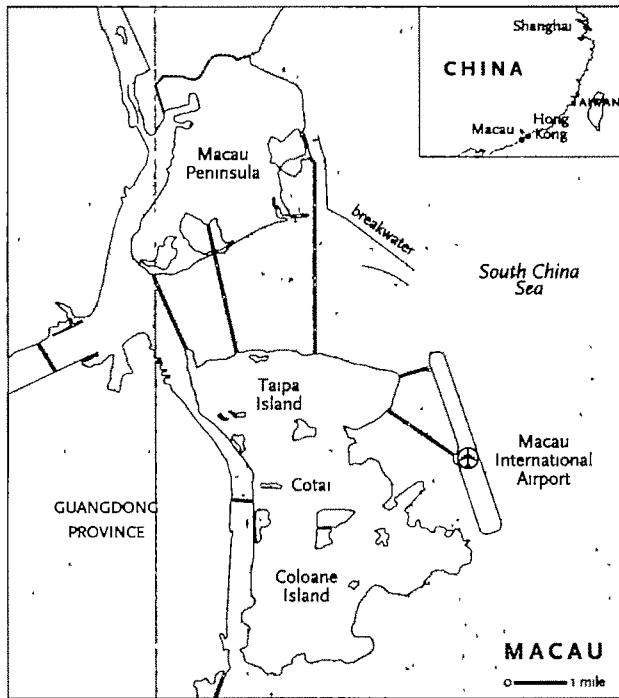 Shanghai
CHINA
TAIWAN
Hong
Kong
Macau
Macau
Peninsula
breakwater
South China
Sea
Taipa
Island
Macau
International
Airport
Cotai
GUANGDONG
PROVINCE
Coloane
Island
MACAU
0 1 mile